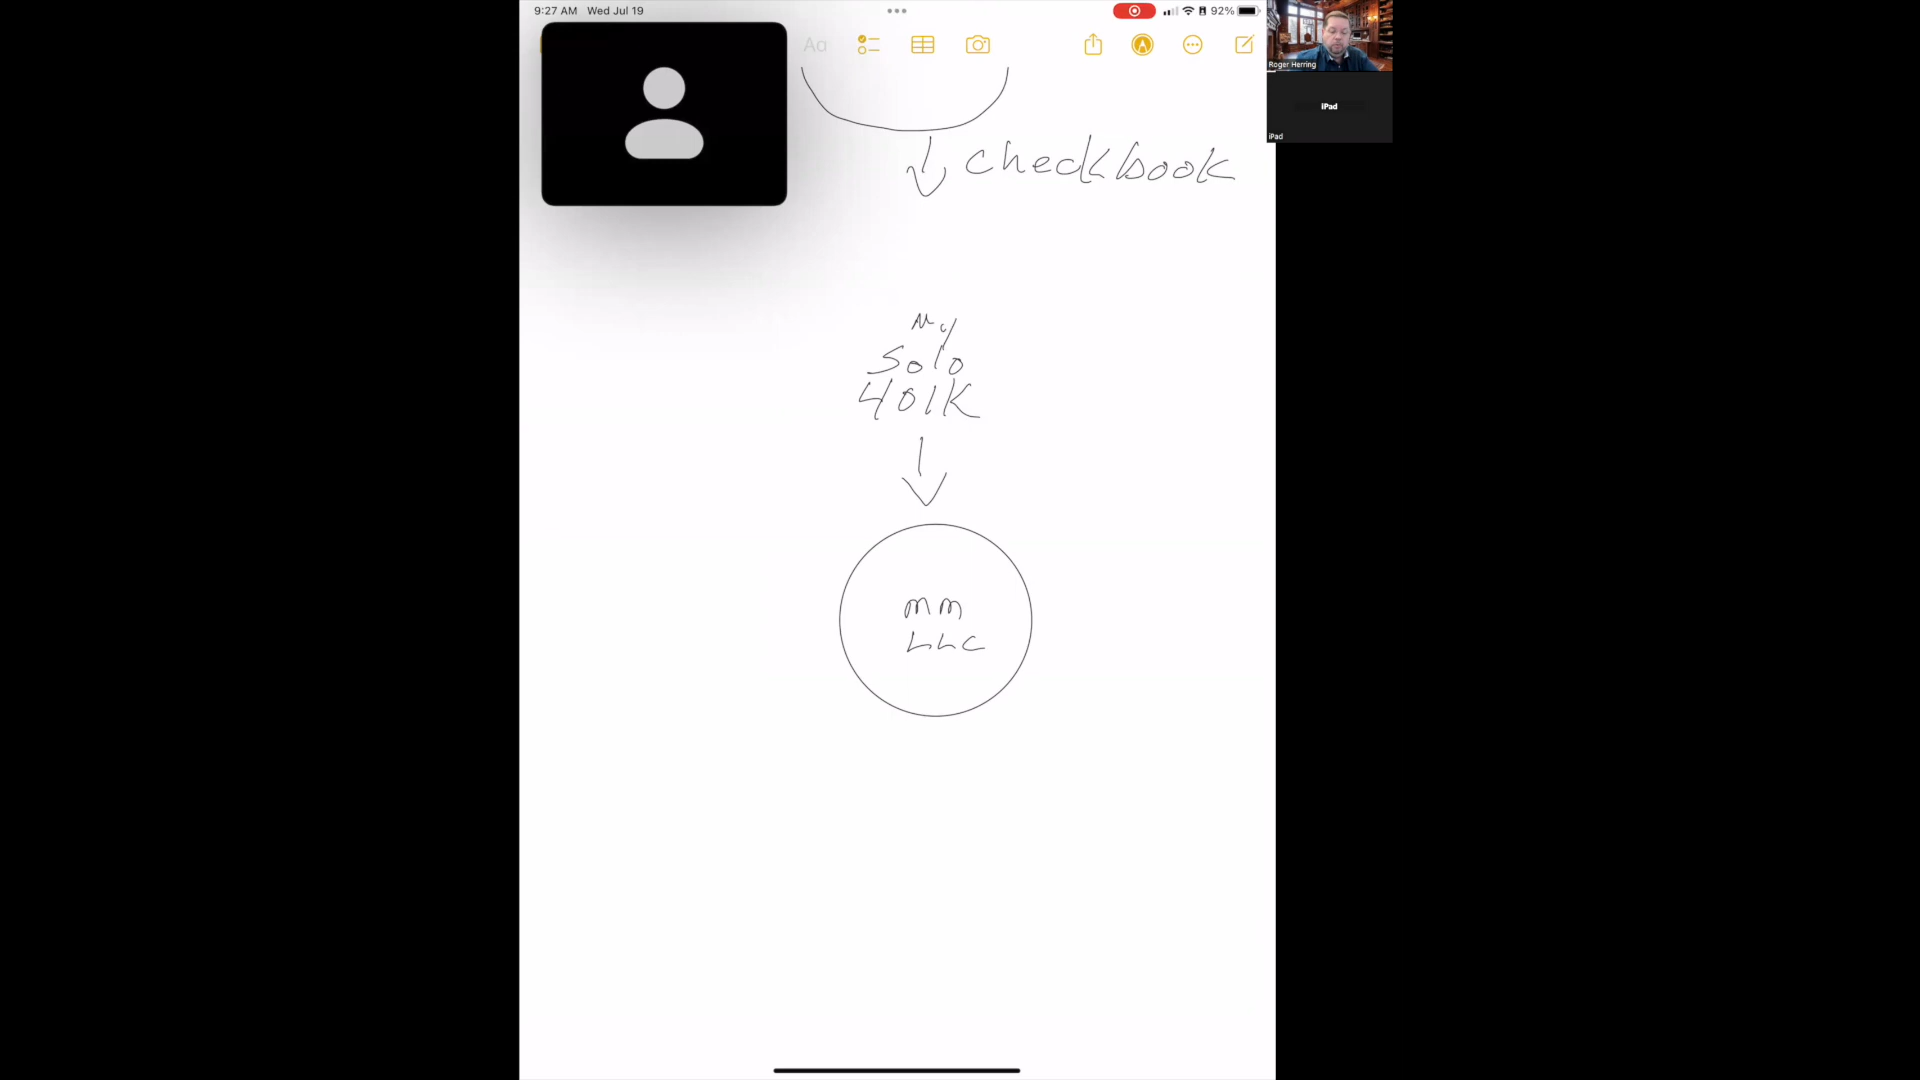 9:27 AM Wed Jul 19
92%
Aa
Roger Herring
iPad
iPad
checkbook
My
Solo
401K
mm
LLC